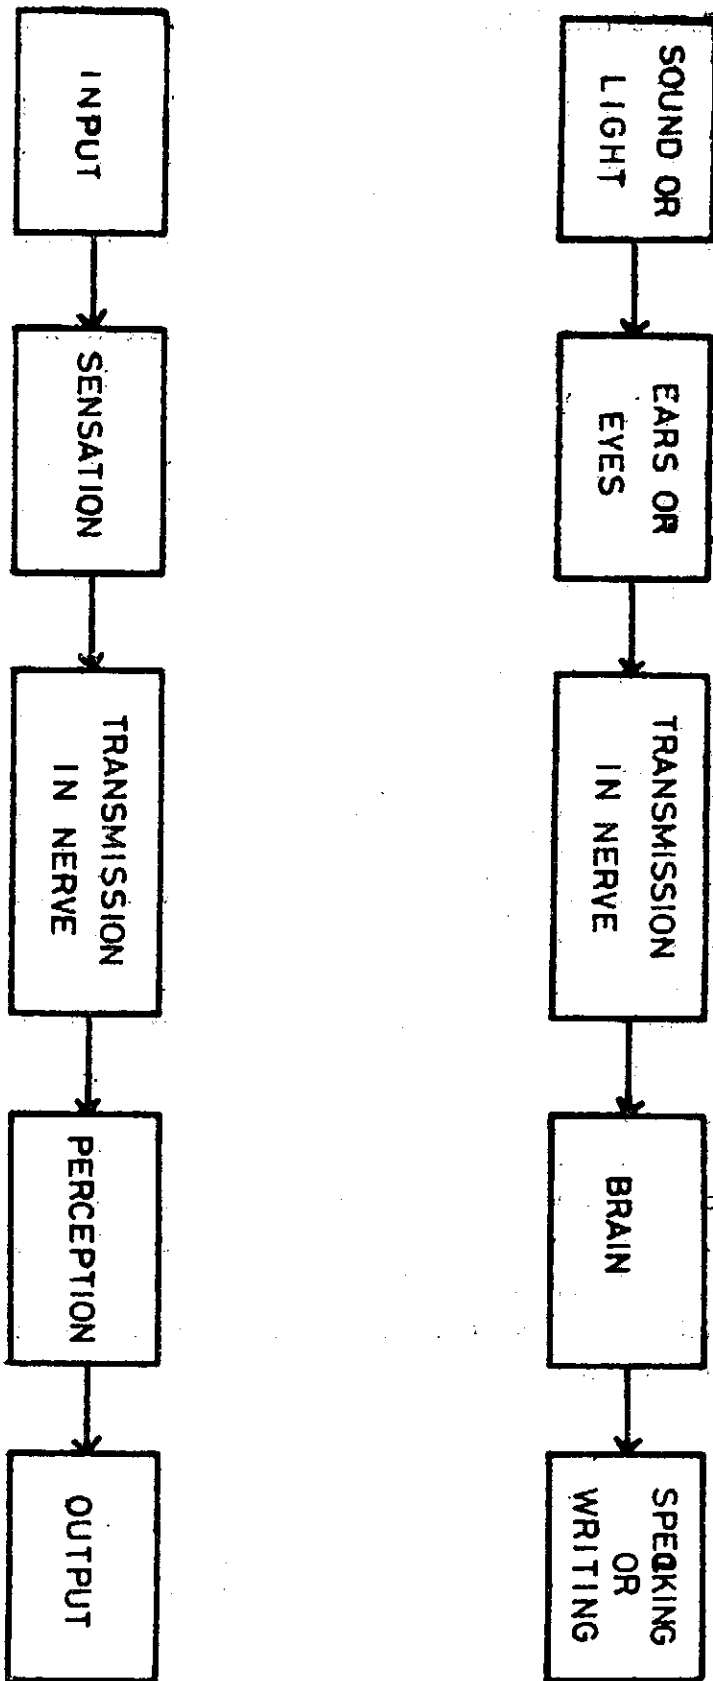 SOUND OR
LIGHT
EARS OR
EYES
TRANSMISSION
IN NERVE
BRAIN
SPEAKING
OR
WRITING
INPUT
SENSATION
TRANSMISSION
IN NERVE
PERCEPTION
OUTPUT